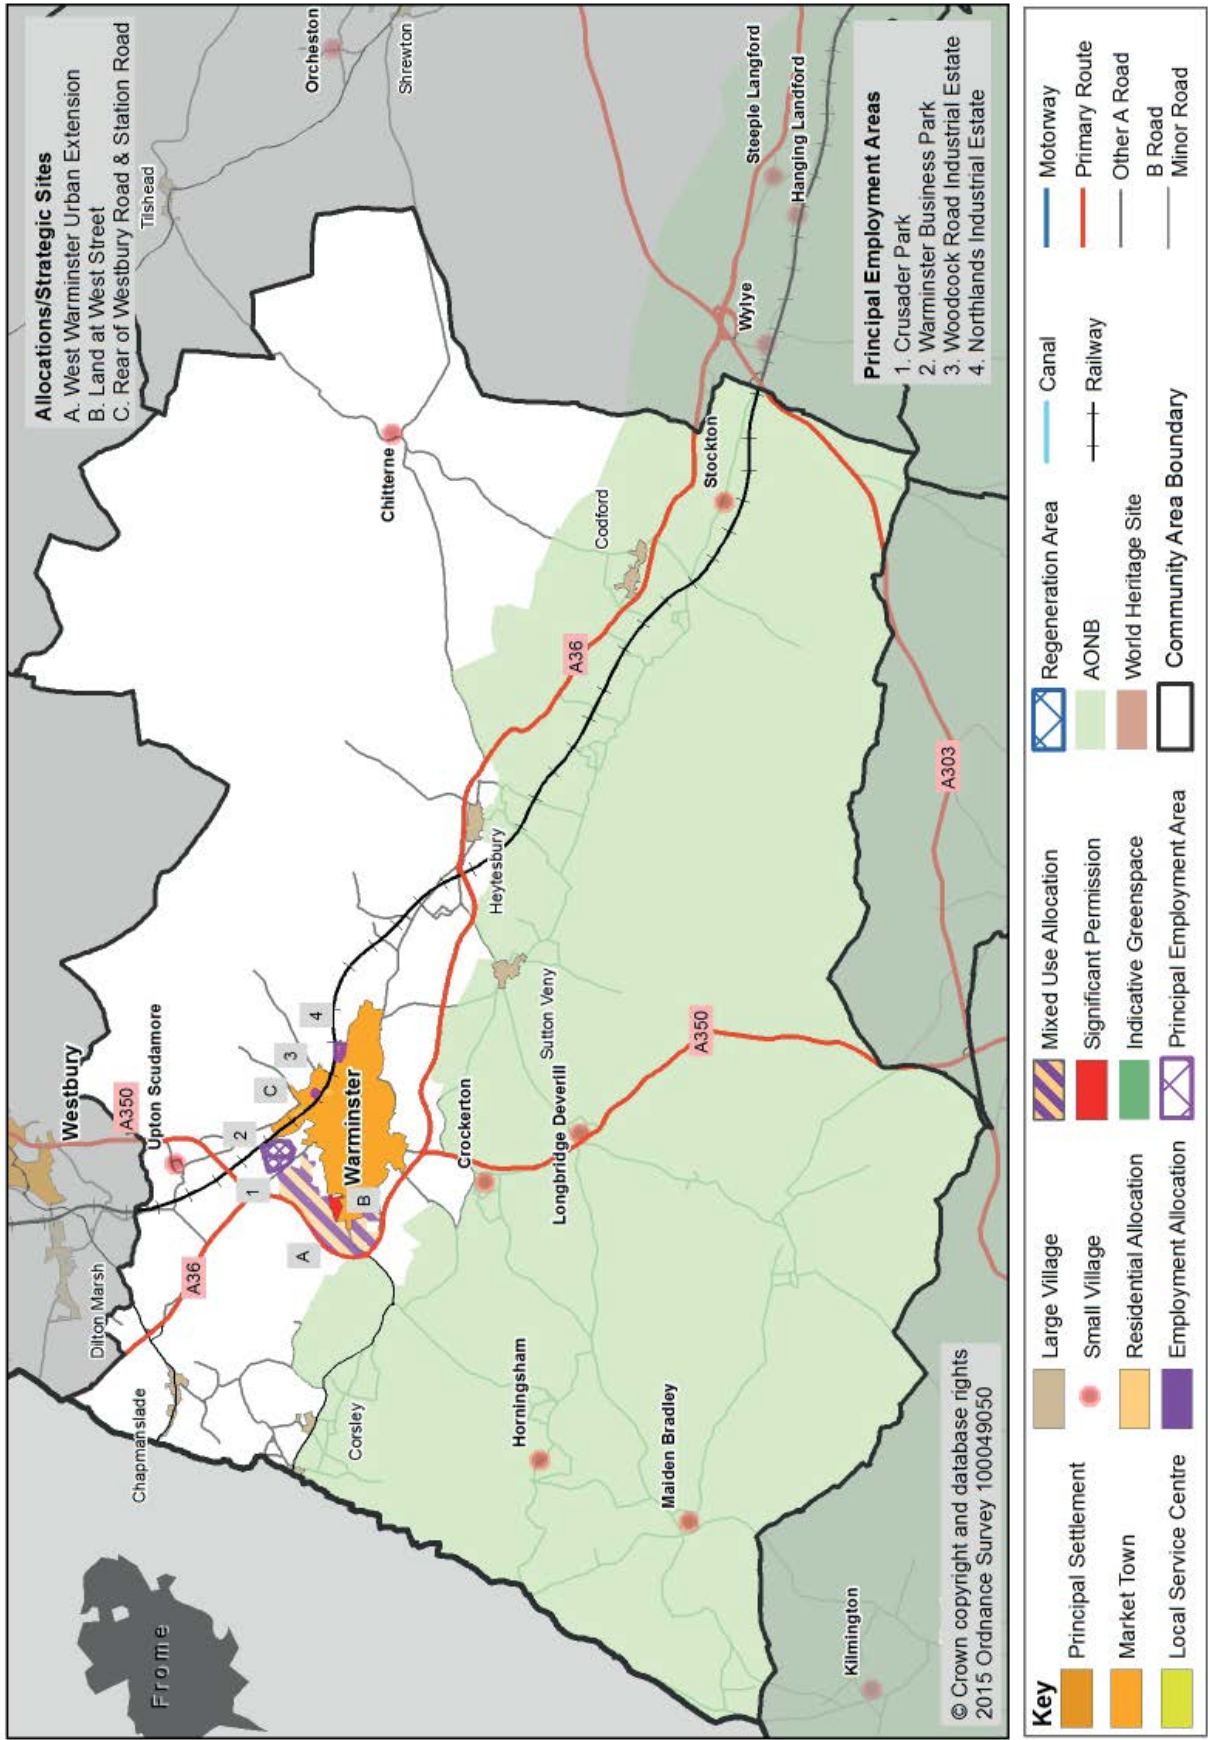 Allocations/Strategic Sites
A. West Warminster Urban Extension
B. Land at West Street
C. Rear of Westbury Road & Station Road
Orcheston
Shrewton
Tilshead
Westbury
A350
Upton Scudamore
Dilton Marsh
A36
Chapmanslade
Frome
Chitterne
1
2
C
3
4
A
B
Warminster
Corsley
Crockerton
Heytesbury
Sutton Veny
Longbridge Deverill
Horningsham
Maiden Bradley
Kilmington
A350
A36
Codford
Stockton
Wylye
Steeple Langford
Hanging Landford
A303
Principal Employment Areas
1. Crusader Park
2. Warminster Business Park
3. Woodcock Road Industrial Estate
4. Northlands Industrial Estate
© Crown copyright and database rights
2015 Ordnance Survey 100049050
Key
Principal Settlement
Market Town
Local Service Centre
Large Village
Small Village
Residential Allocation
Employment Allocation
Mixed Use Allocation
Significant Permission
Indicative Greenspace
Principal Employment Area
Regeneration Area
AONB
World Heritage Site
Community Area Boundary
Canal
Railway
Motorway
Primary Route
Other A Road
B Road
Minor Road